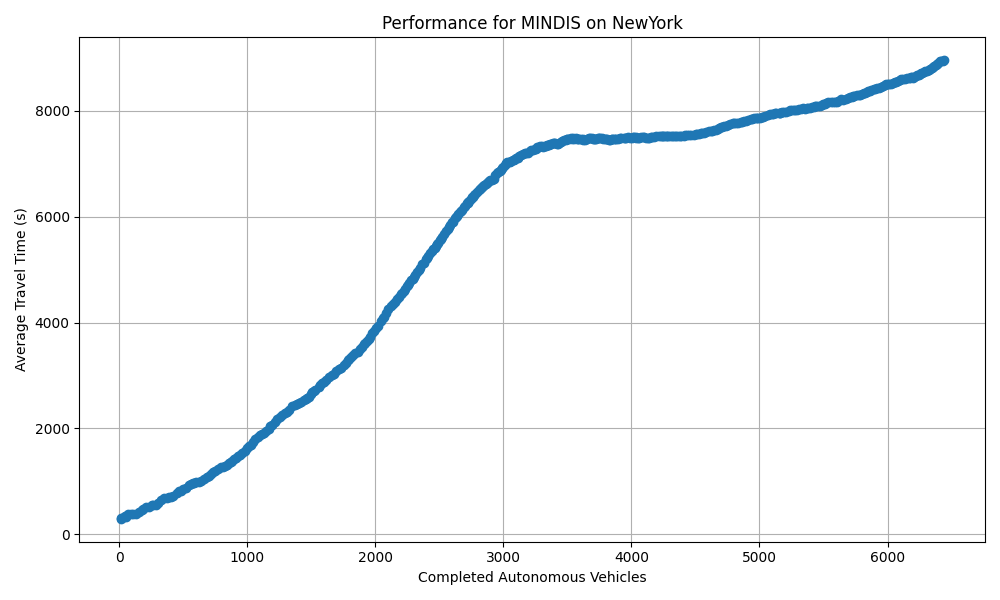 Performance for MINDIS on NewYork
Average Travel Time (s)
8000
6000
4000
2000
0
0 1000 2000 3000 4000 5000 6000
Completed Autonomous Vehicles